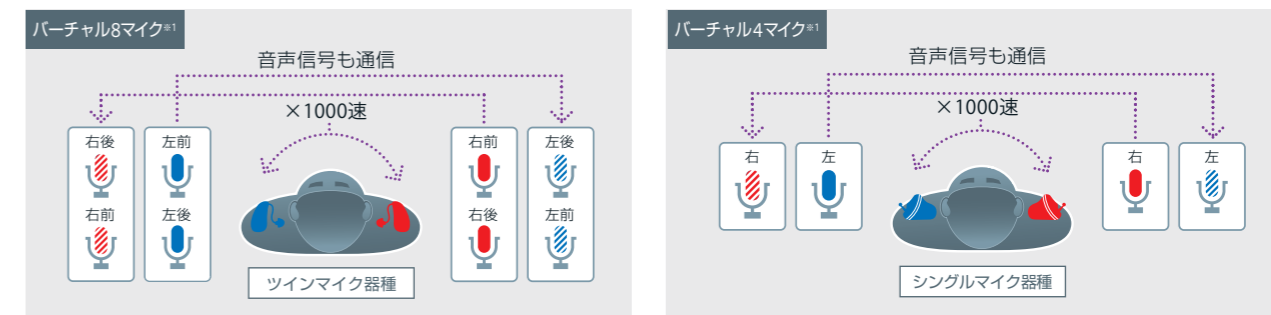 バーチャル8マイク※1
音声信号も通信
×1000速
右後
左前
右前
左後
右前
左後
右後
左前
ツインマイク器種
バーチャル4マイク※1
音声信号も通信
×1000速
右
左
右
左
シングルマイク器種